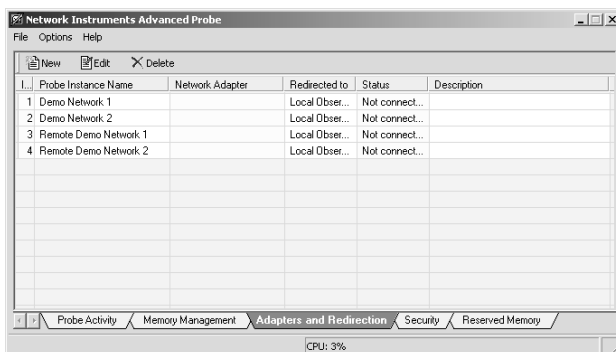 Network Instruments Advanced Probe
File Options Help
New Edit Delete
I... Probe Instance Name Network Adapter Redirected to Status Description
1 Demo Network 1 Local Obser... Not connect...
2 Demo Network 2 Local Obser... Not connect...
3 Remote Demo Network 1 Local Obser... Not connect...
4 Remote Demo Network 2 Local Obser... Not connect...
Probe Activity Memory Management Adapters and Redirection Security Reserved Memory
CPU: 3%